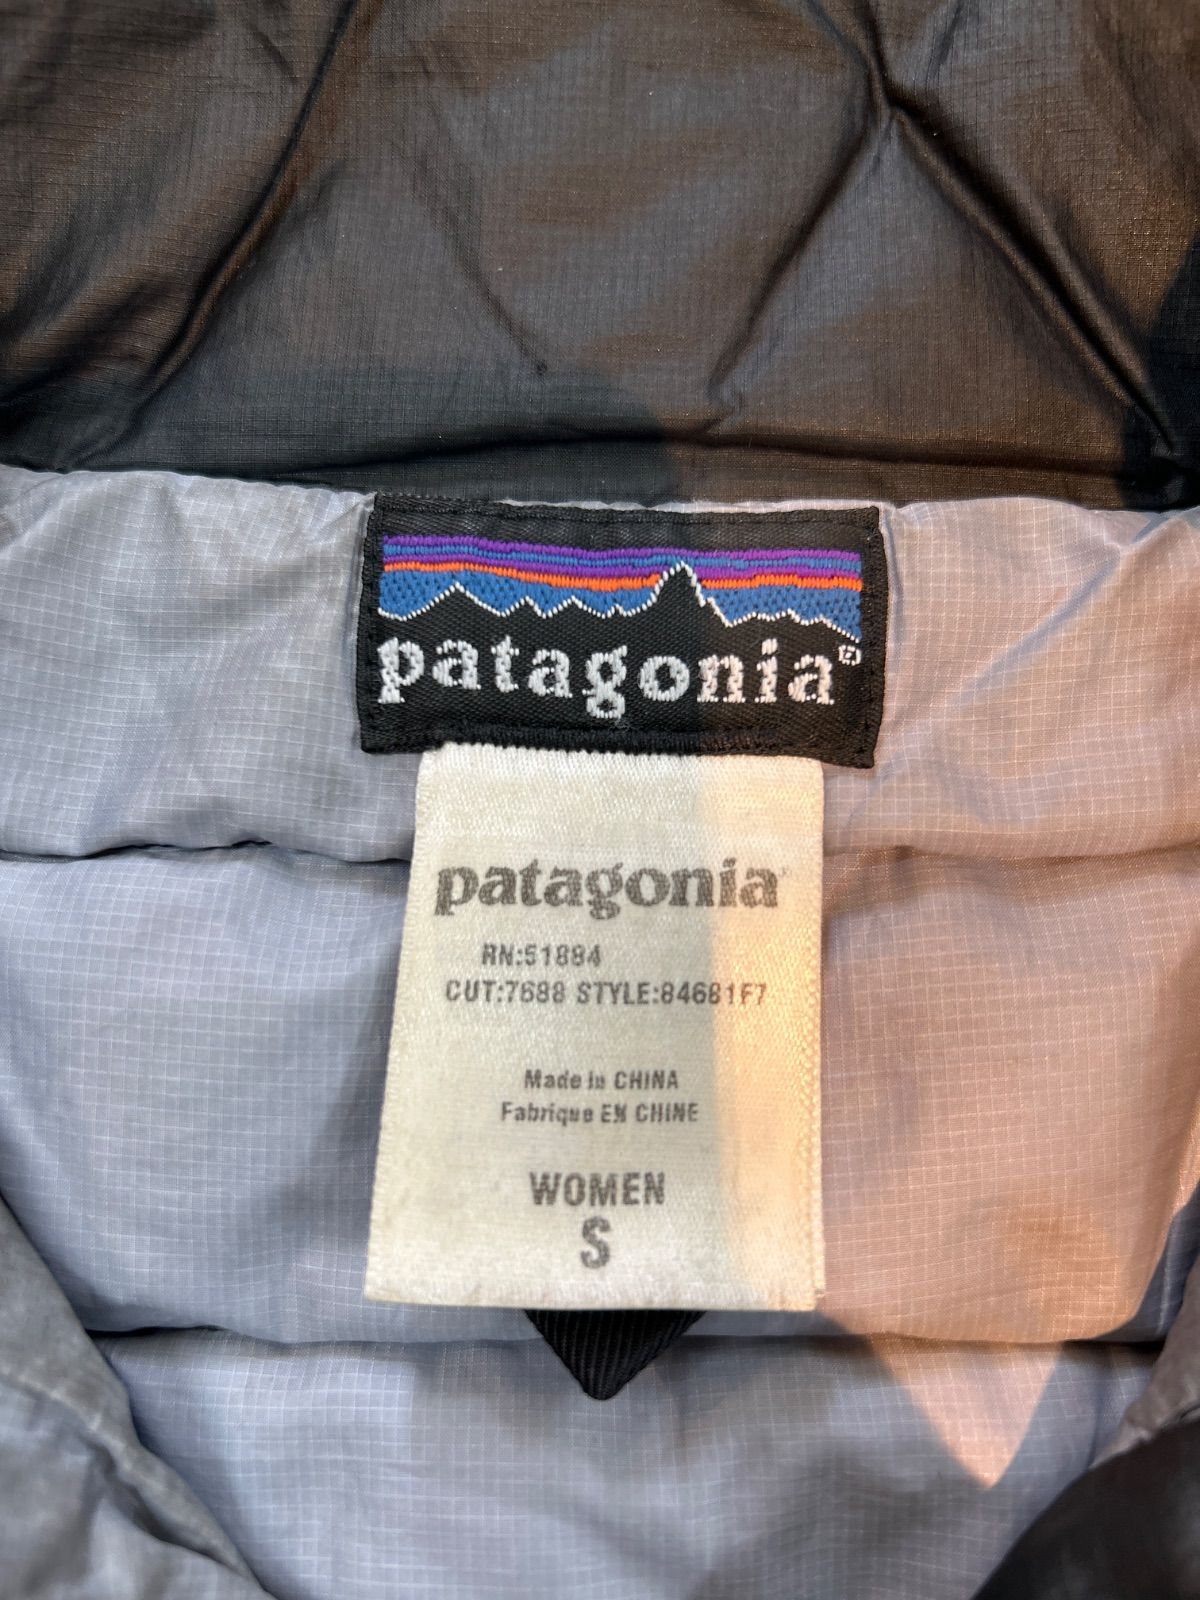 patagonia®
patagonia®
RN:51884
CUT:7688 STYLE:84681F7
Made in CHINA
Fabrique EN CHINE
WOMEN
S